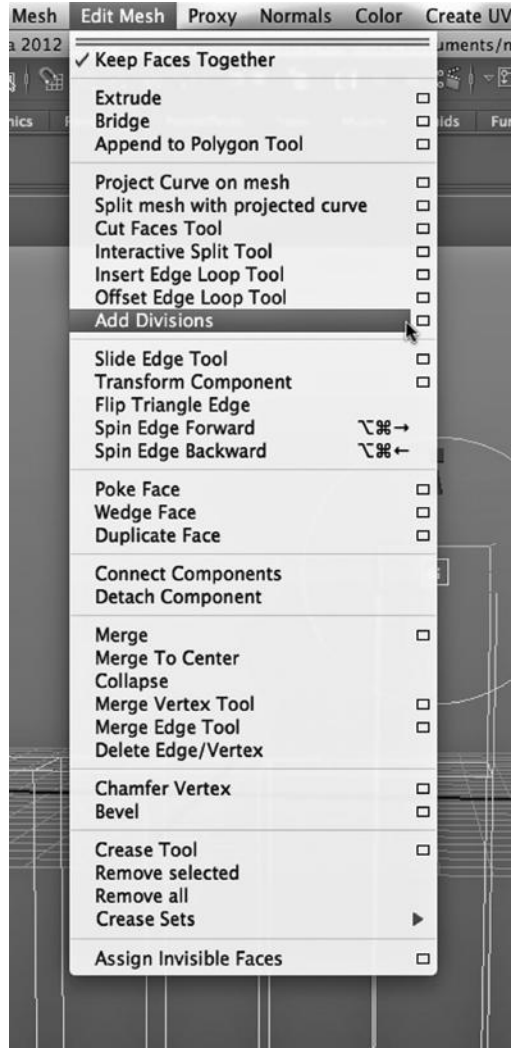 Mesh Edit Mesh Proxy Normals Color Create UV
a 2012 uments/n
✓ Keep Faces Together
ids Fur
Extrude
Bridge
Append to Polygon Tool
Project Curve on mesh
Split mesh with projected curve
Cut Faces Tool
Interactive Split Tool
Insert Edge Loop Tool
Offset Edge Loop Tool
Add Divisions
Slide Edge Tool
Transform Component
Flip Triangle Edge
Spin Edge Forward ⌥⌘→
Spin Edge Backward ⌥⌘←
Poke Face
Wedge Face
Duplicate Face
Connect Components
Detach Component
Merge
Merge To Center
Collapse
Merge Vertex Tool
Merge Edge Tool
Delete Edge/Vertex
Chamfer Vertex
Bevel
Crease Tool
Remove selected
Remove all
Crease Sets
Assign Invisible Faces